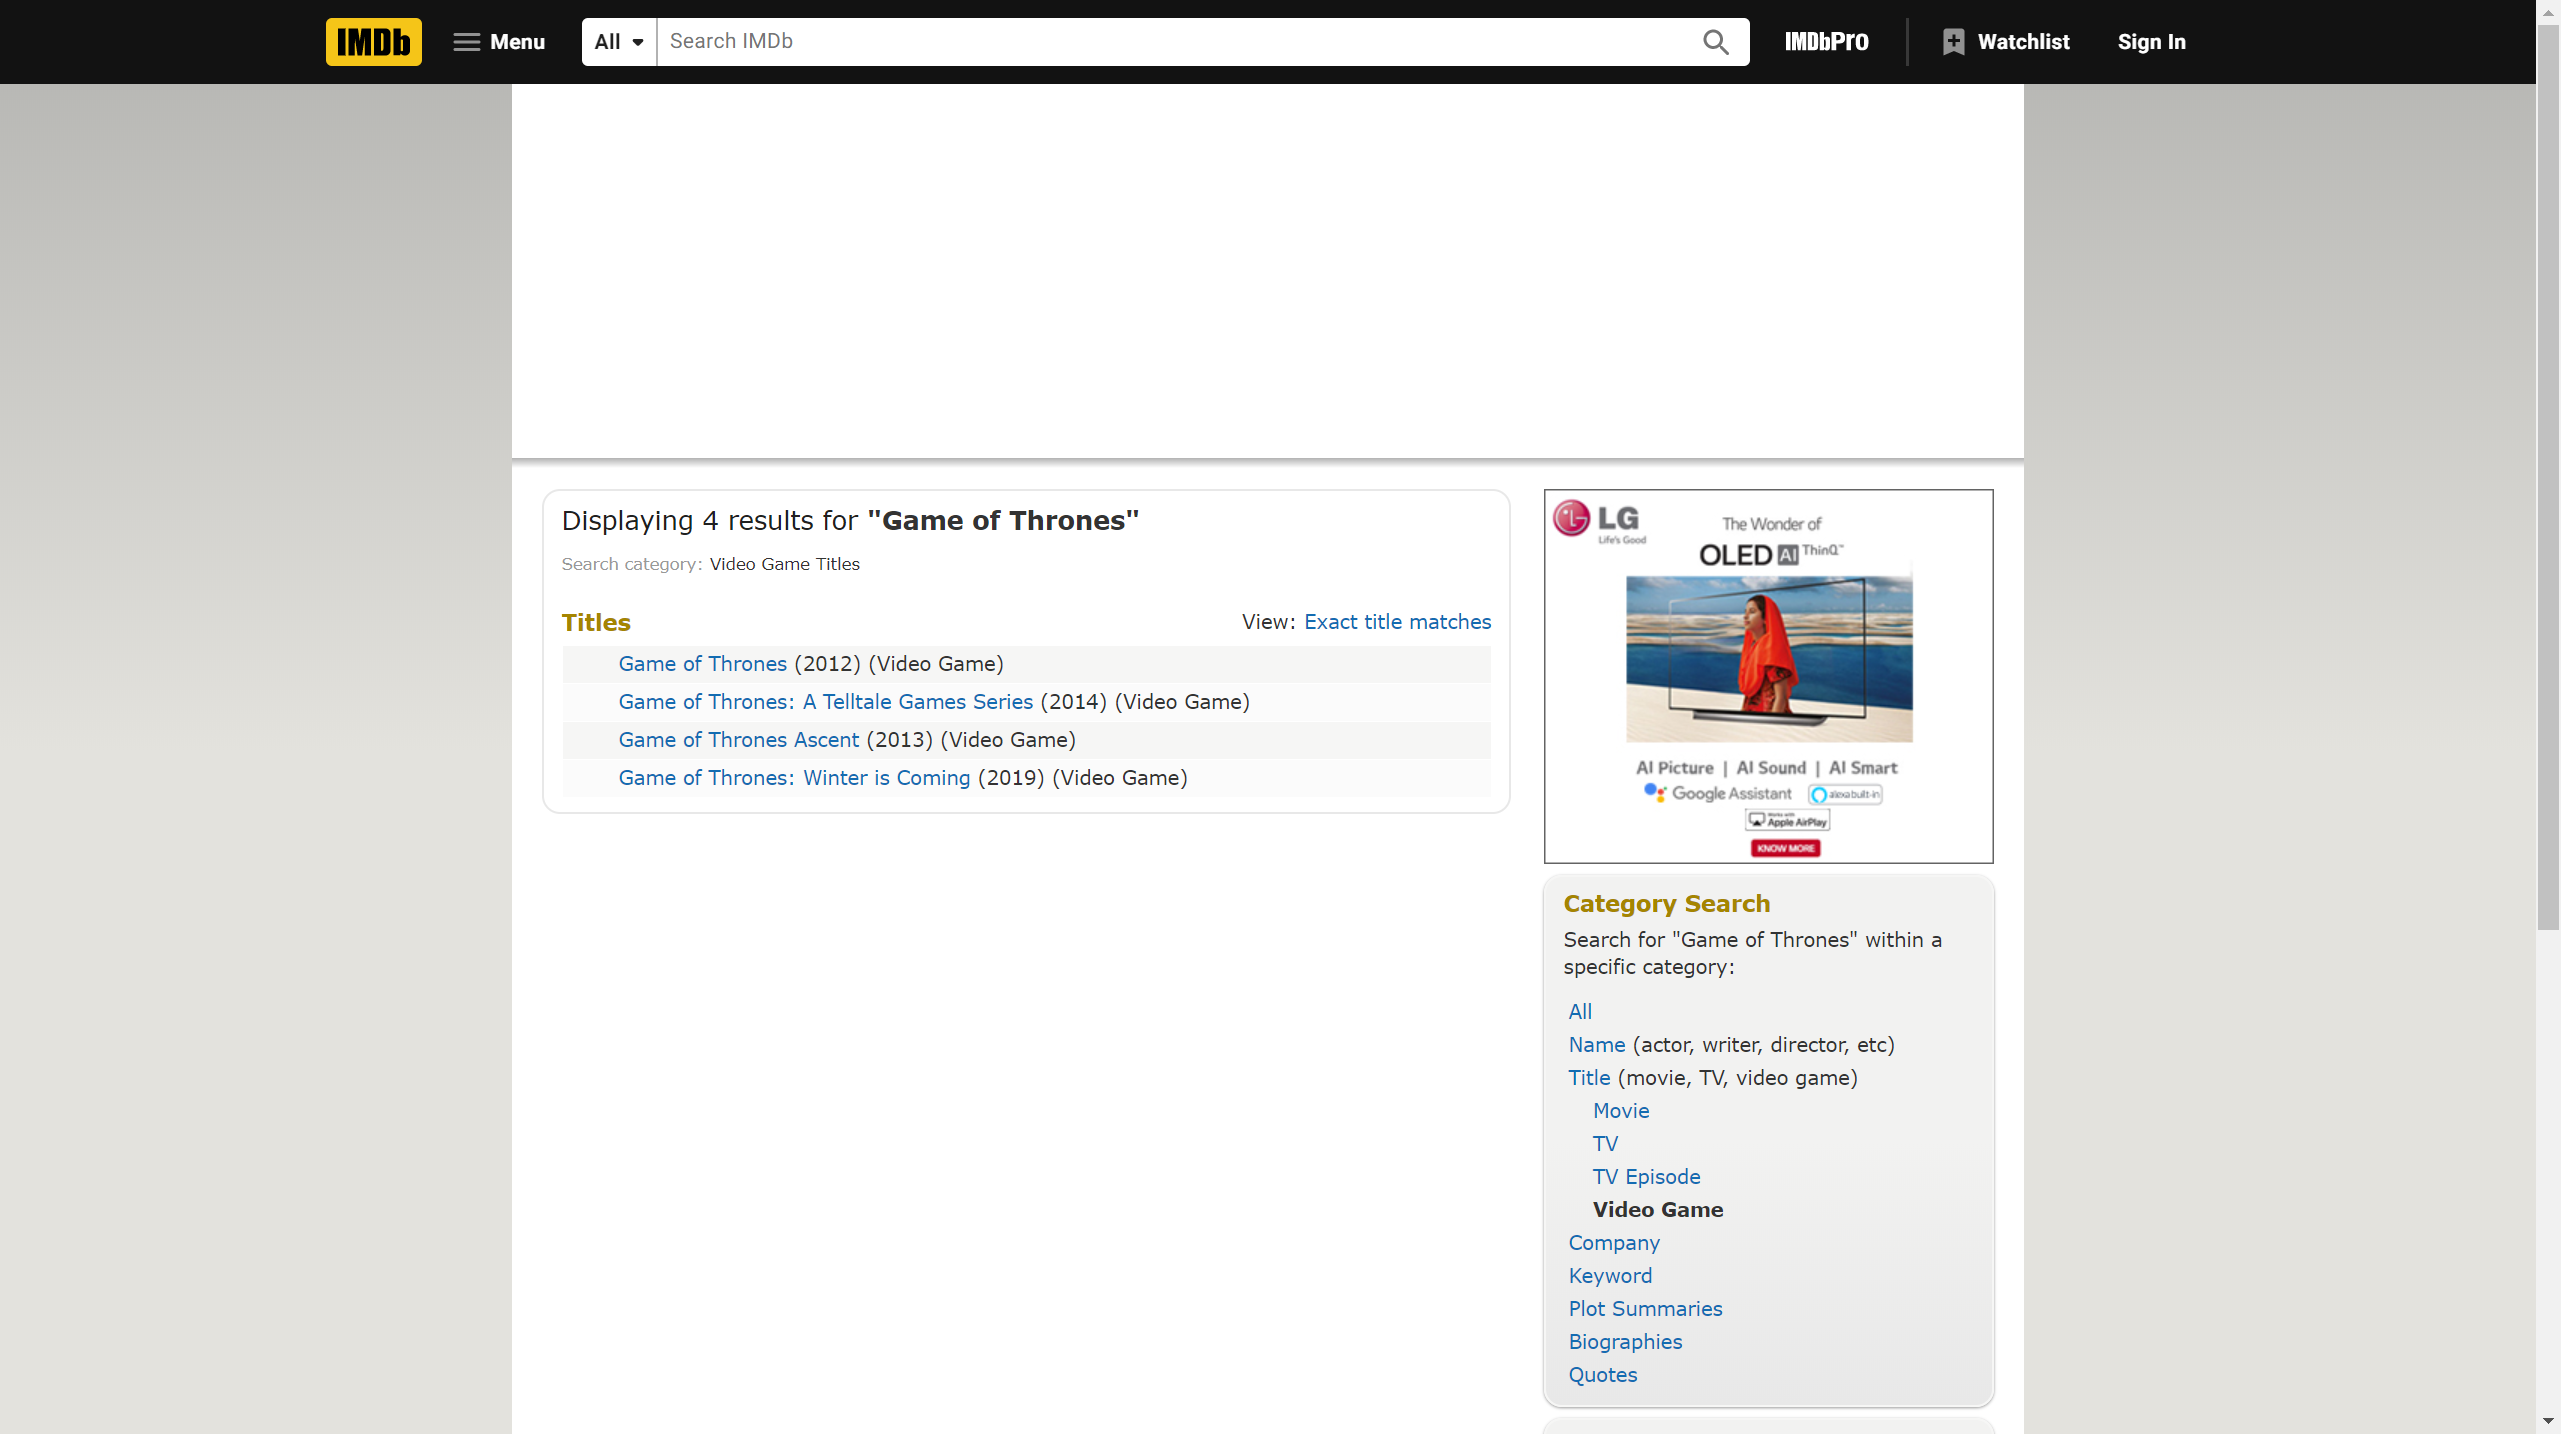 IMDb Menu All Search IMDb IMDbPro Watchlist Sign In
Displaying 4 results for "Game of Thrones"
Search category: Video Game Titles
Titles View: Exact title matches
Game of Thrones (2012) (Video Game)
Game of Thrones: A Telltale Games Series (2014) (Video Game)
Game of Thrones Ascent (2013) (Video Game)
Game of Thrones: Winter is Coming (2019) (Video Game)
LG
Life's Good
The Wonder of
OLED AI ThinQ™
AI Picture | AI Sound | AI Smart
Google Assistant alexa built-in
Works with
Apple AirPlay
KNOW MORE
Category Search
Search for "Game of Thrones" within a
specific category:
All
Name (actor, writer, director, etc)
Title (movie, TV, video game)
Movie
TV
TV Episode
Video Game
Company
Keyword
Plot Summaries
Biographies
Quotes